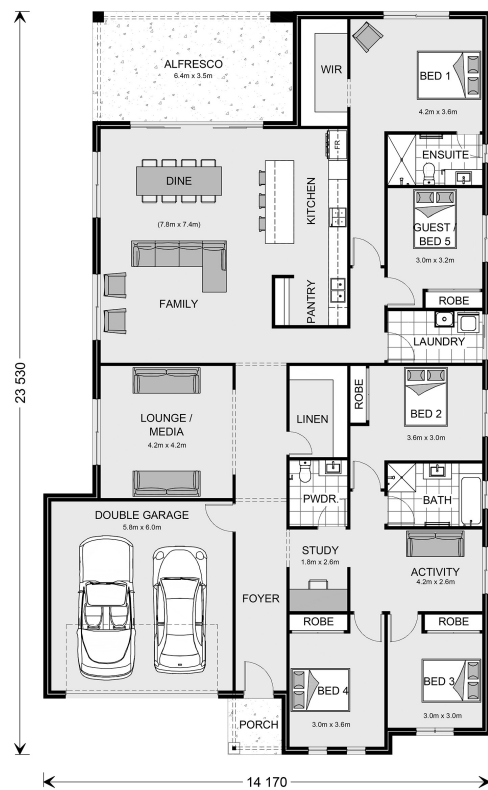 ALFRESCO
6.4m x 3.5m
WIR
BED 1
4.2m x 3.6m
ENSUITE
FR
DINE
(7.8m x 7.4m)
KITCHEN
GUEST /
BED 5
3.0m x 3.2m
FAMILY
PANTRY
ROBE
LAUNDRY
23 530
LOUNGE /
MEDIA
4.2m x 4.2m
LINEN
ROBE
BED 2
3.6m x 3.0m
PWDR.
BATH
DOUBLE GARAGE
5.8m x 6.0m
STUDY
1.8m x 2.6m
ACTIVITY
4.2m x 2.6m
FOYER
ROBE
ROBE
BED 4
3.0m x 3.6m
BED 3
3.0m x 3.0m
PORCH
14 170